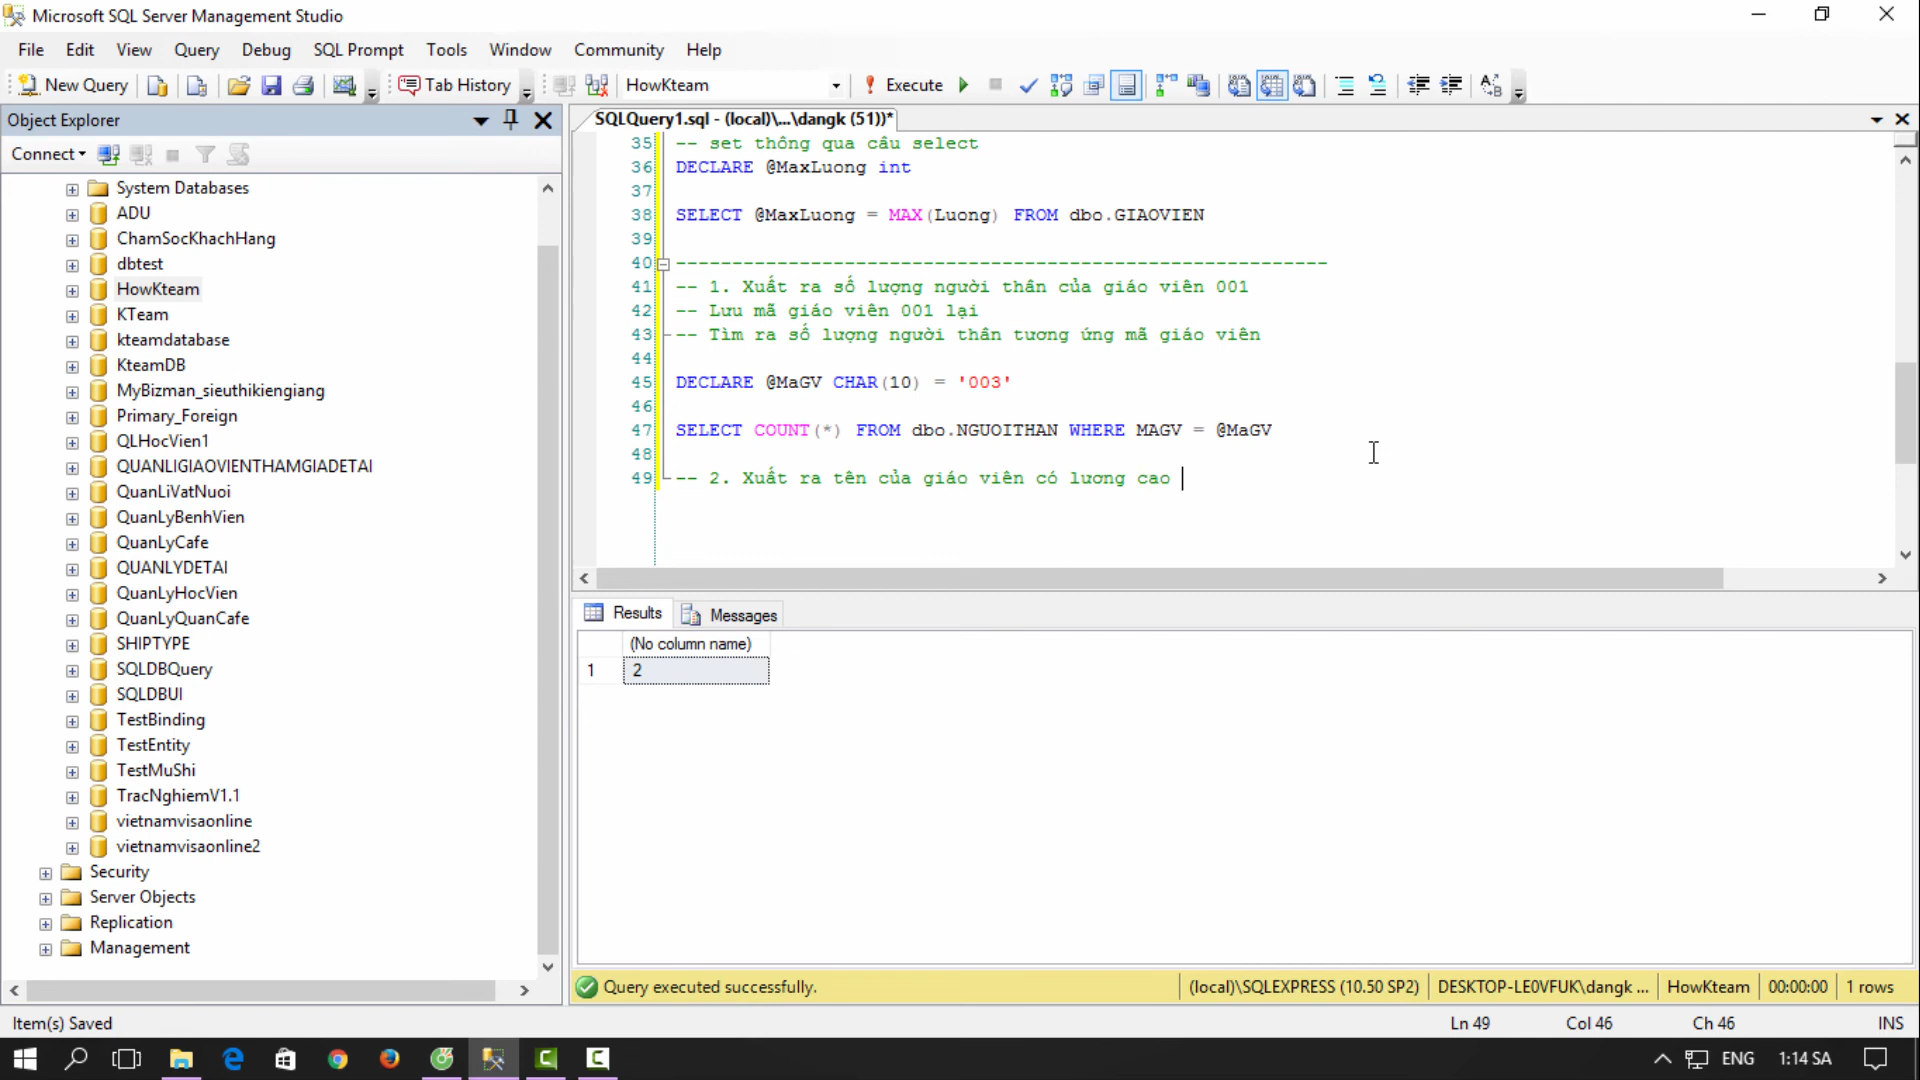 Microsoft SQL Server Management Studio
File Edit View Query Debug SQL Prompt Tools Window Community Help
New Query Tab History HowKteam Execute
Object Explorer
Connect
System Databases
ADU
ChamSocKhachHang
dbtest
HowKteam
KTeam
kteamdatabase
KteamDB
MyBizman_sieuthikiengiang
Primary_Foreign
QLHocVien1
QUANLIGIAOVIENTHAMGIADETAI
QuanLiVatNuoi
QuanLyBenhVien
QuanLyCafe
QUANLYDETAI
QuanLyHocVien
QuanLyQuanCafe
SHIPTYPE
SQLDBQuery
SQLDBUI
TestBinding
TestEntity
TestMuShi
TracNghiemV1.1
vietnamvisaonline
vietnamvisaonline2
Security
Server Objects
Replication
Management
SQLQuery1.sql - (local)\...\dangk (51))*
35 -- set thông qua câu select
36 DECLARE @MaxLuong int
37
38 SELECT @MaxLuong = MAX(Luong) FROM dbo.GIAOVIEN
39
40 ----------------------------------------------------------
41 -- 1. Xuất ra số lượng người thân của giáo viên 001
42 -- Lưu mã giáo viên 001 lại
43 -- Tìm ra số lượng người thân tương ứng mã giáo viên
44
45 DECLARE @MaGV CHAR(10) = '003'
46
47 SELECT COUNT(*) FROM dbo.NGUOITHAN WHERE MAGV = @MaGV
48
49 -- 2. Xuất ra tên của giáo viên có lương cao
Results Messages
(No column name)
1 2
Query executed successfully. (local)\SQLEXPRESS (10.50 SP2) DESKTOP-LE0VFUK\dangk ... HowKteam 00:00:00 1 rows
Item(s) Saved Ln 49 Col 46 Ch 46 INS
ENG 1:14 SA